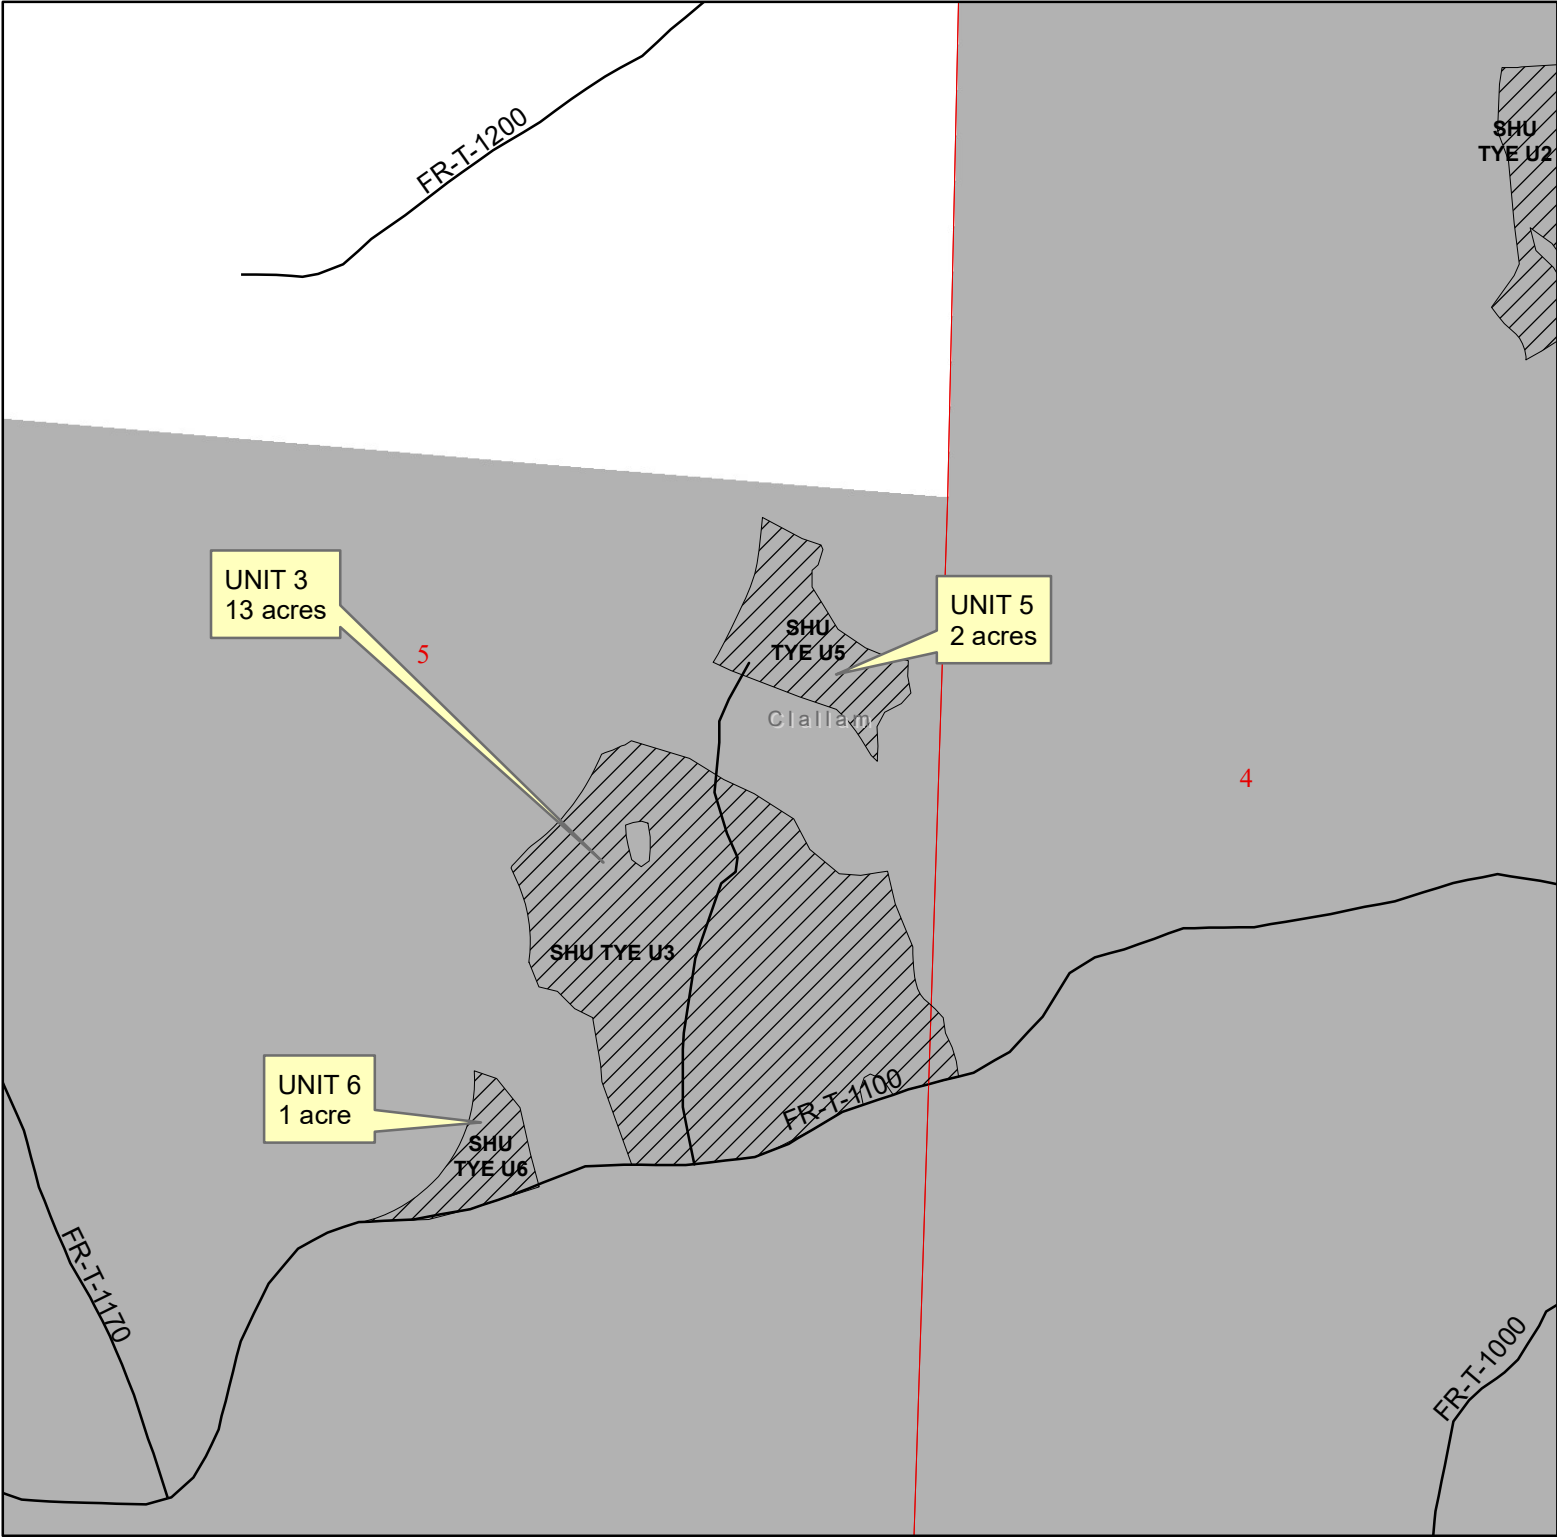 FR-T-1200
SHU
TYE U2
UNIT 3
13 acres
5
SHU
TYE U5
UNIT 5
2 acres
Clallam
4
SHU TYE U3
UNIT 6
1 acre
SHU
TYE U6
FR-T-1100
FR-T-1170
FR-T-1000